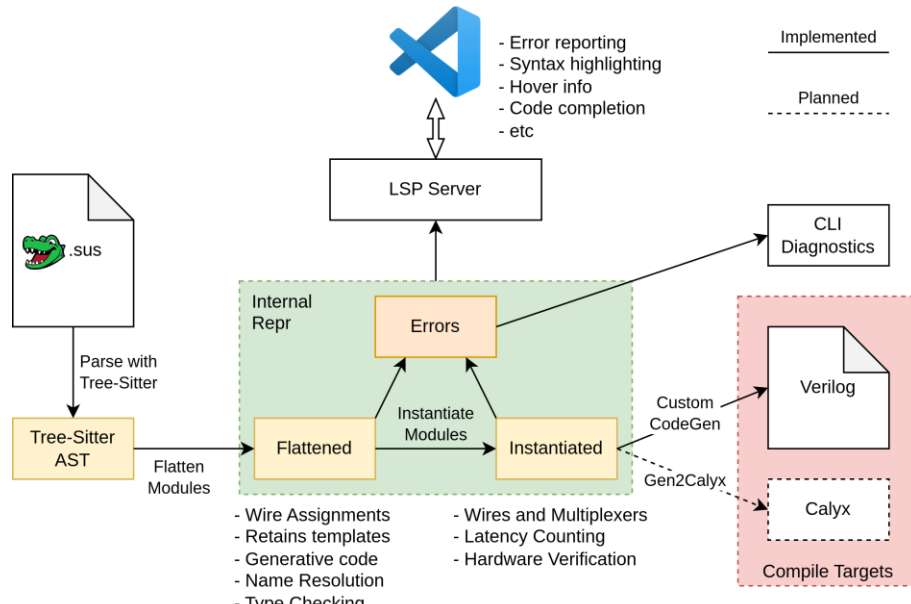 - Error reporting
- Syntax highlighting
- Hover info
- Code completion
- etc
Implemented
Planned
LSP Server
.sus
CLI
Diagnostics
Internal
Repr
Errors
Parse with
Tree-Sitter
Verilog
Custom
CodeGen
Tree-Sitter
AST
Flatten
Modules
Flattened
Instantiate
Modules
Instantiated
Gen2Calyx
Calyx
Compile Targets
- Wire Assignments
- Retains templates
- Generative code
- Name Resolution
- Type Checking
- Wires and Multiplexers
- Latency Counting
- Hardware Verification